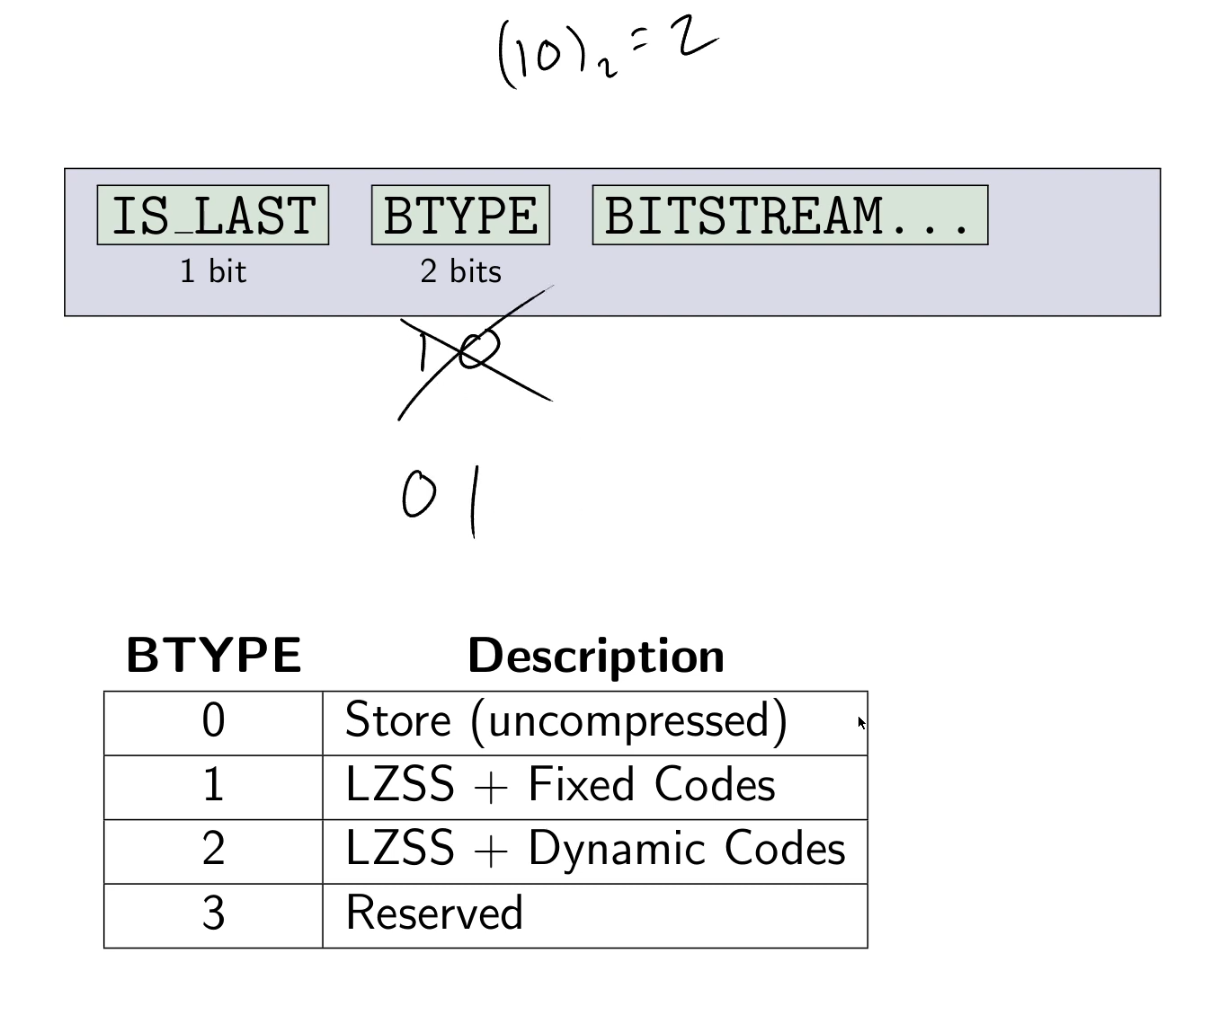 (10)₂ = 2
IS_LAST BTYPE BITSTREAM...
1 bit 2 bits
10
01
BTYPE Description
0 Store (uncompressed)
1 LZSS + Fixed Codes
2 LZSS + Dynamic Codes
3 Reserved